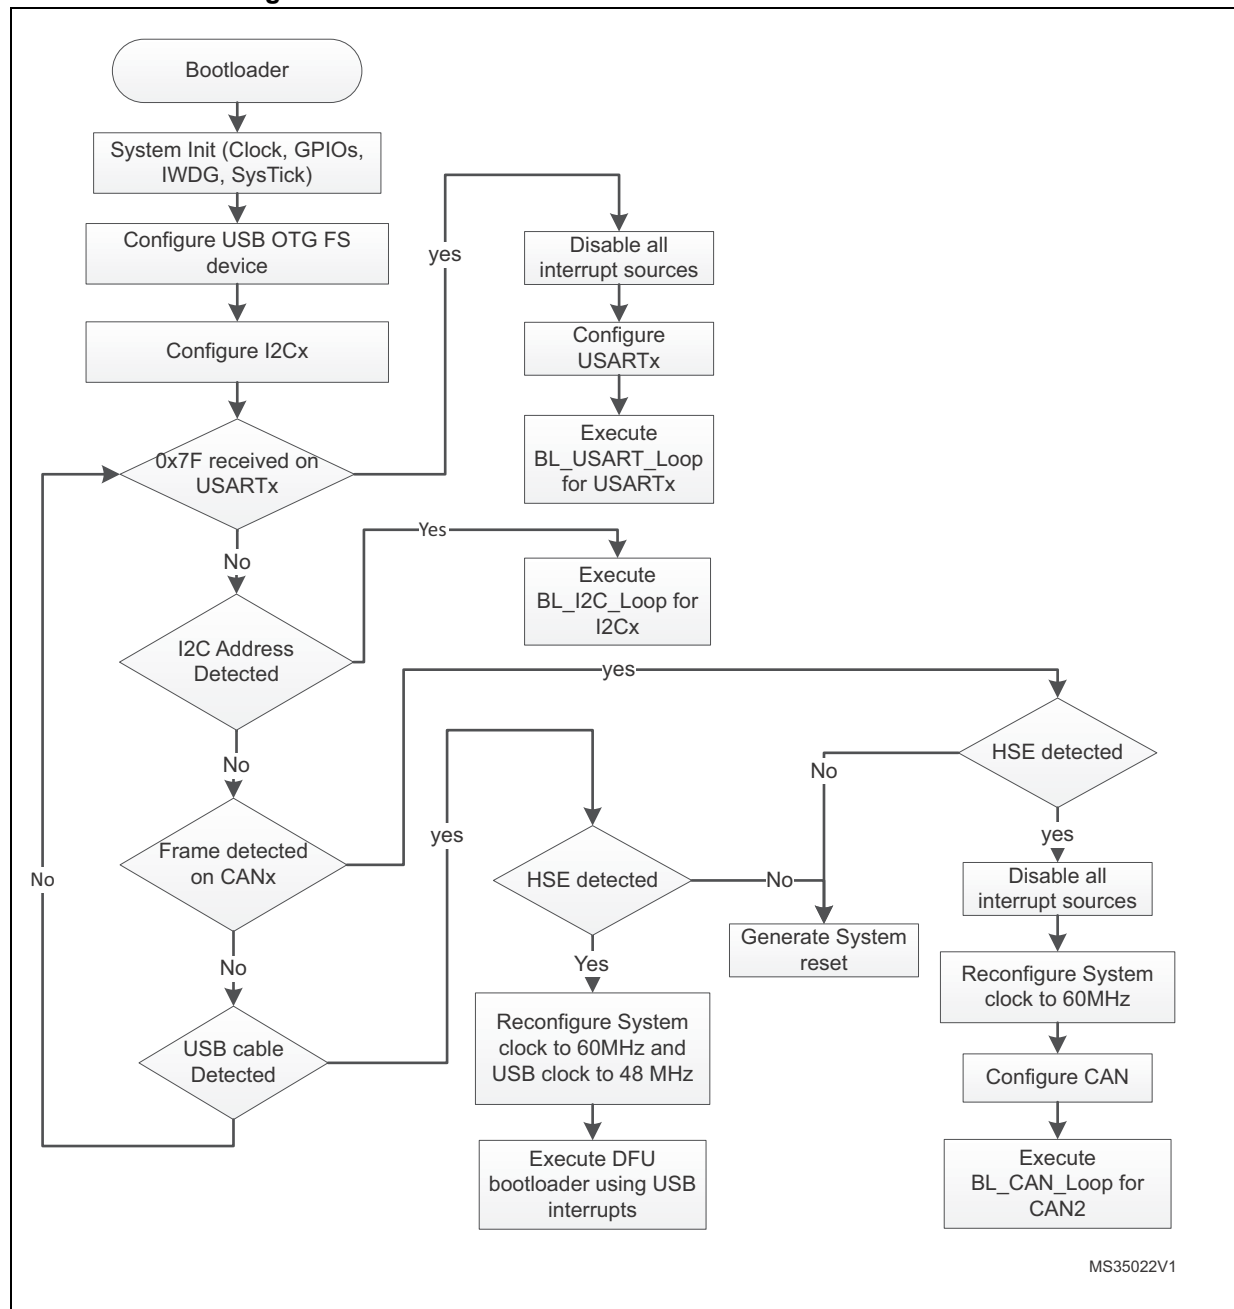 Bootloader
System Init (Clock, GPIOs,
IWDG, SysTick)
Configure USB OTG FS
device
Configure I2Cx
0x7F received on
USARTx
yes
Disable all
interrupt sources
Configure
USARTx
Execute
BL_USART_Loop
for USARTx
No
I2C Address
Detected
Yes
Execute
BL_I2C_Loop for
I2Cx
No
Frame detected
on CANx
yes
HSE detected
No
yes
Disable all
interrupt sources
Reconfigure System
clock to 60MHz
Configure CAN
Execute
BL_CAN_Loop for
CAN2
No
USB cable
Detected
yes
HSE detected
No
Generate System
reset
Yes
Reconfigure System
clock to 60MHz and
USB clock to 48 MHz
Execute DFU
bootloader using USB
interrupts
No
MS35022V1